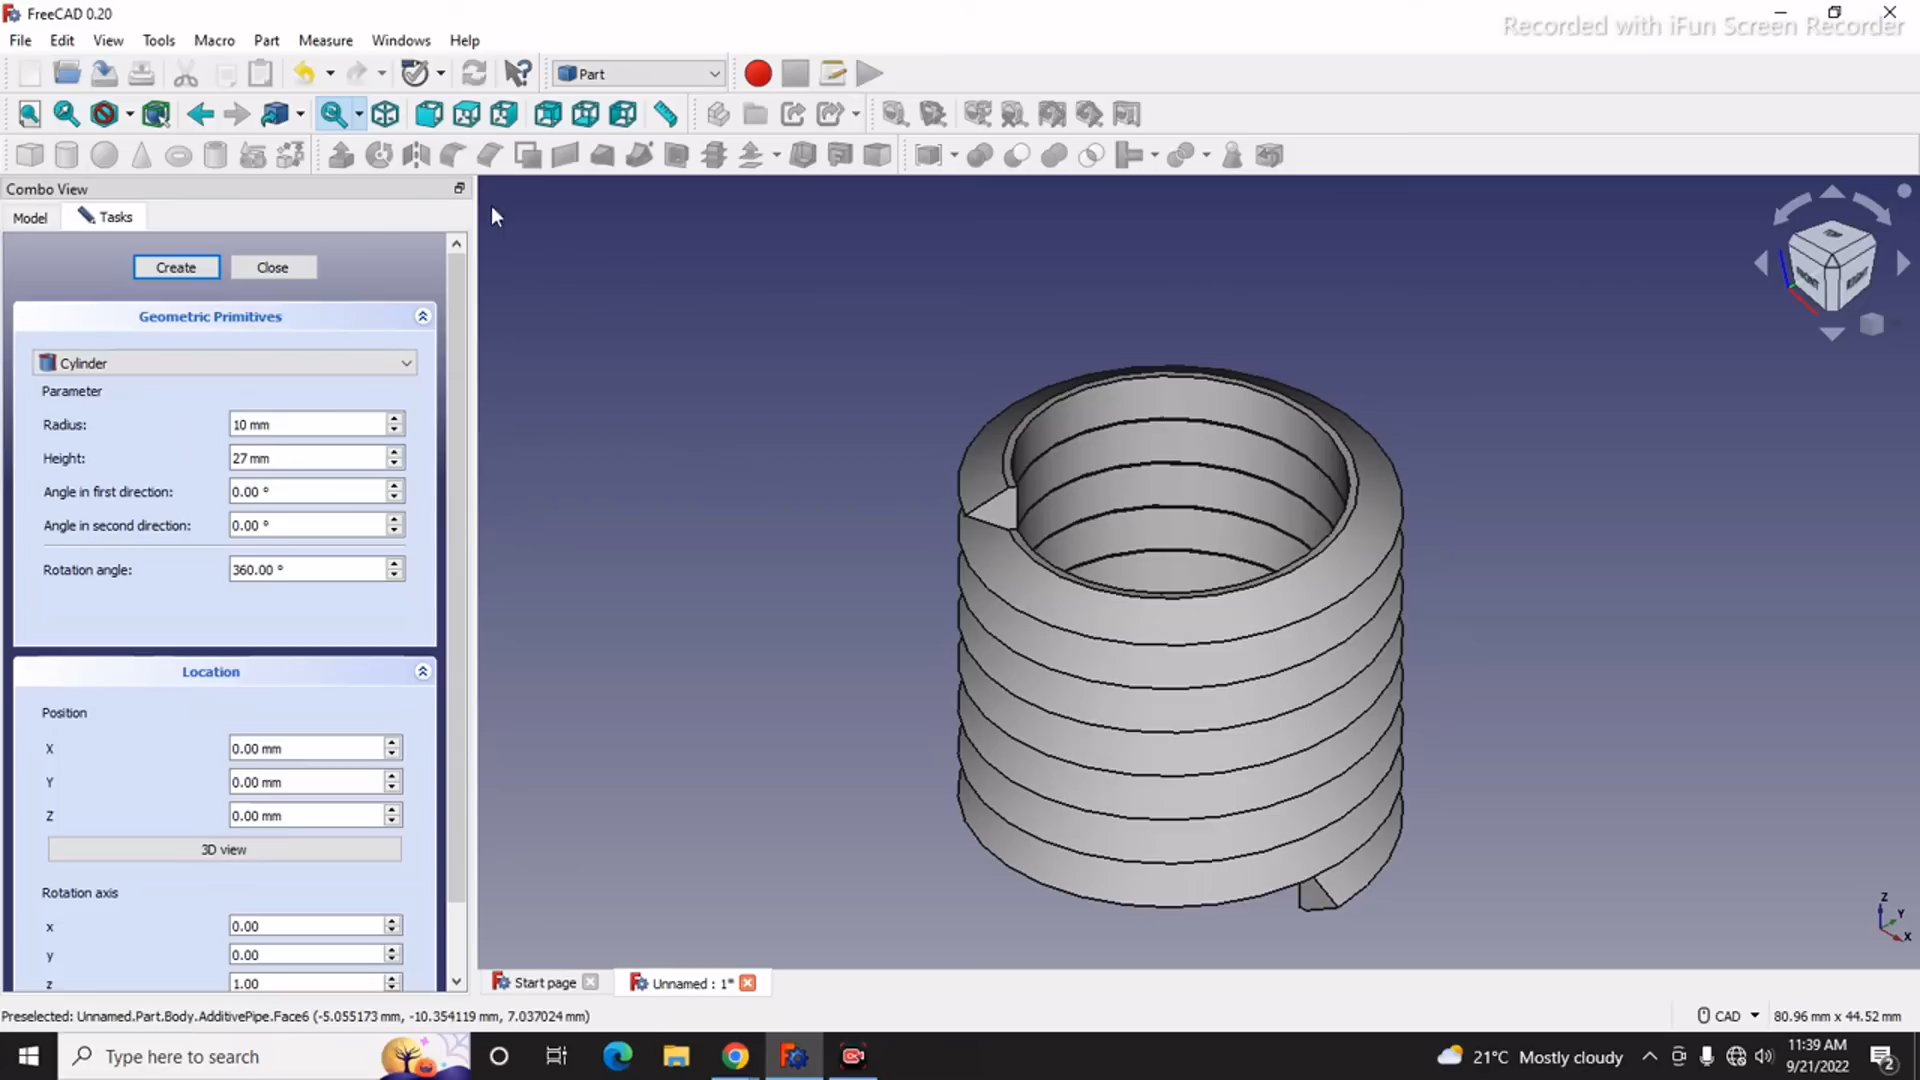 FreeCAD 0.20
Recorded with iFun Screen Recorder
File Edit View Tools Macro Part Measure Windows Help
Part
Combo View
Model Tasks
Create Close
Geometric Primitives
Cylinder
Parameter
Radius: 10 mm
Height: 27 mm
Angle in first direction: 0.00 °
Angle in second direction: 0.00 °
Rotation angle: 360.00 °
Location
Position
X 0.00 mm
Y 0.00 mm
Z 0.00 mm
3D view
Rotation axis
x 0.00
y 0.00
z 1.00
FRONT
Z
Y
X
Start page Unnamed : 1*
Preselected: Unnamed.Part.Body.AdditivePipe.Face6 (-5.055173 mm, -10.354119 mm, 7.037024 mm)
CAD 80.96 mm x 44.52 mm
Type here to search
21°C Mostly cloudy
11:39 AM
9/21/2022
2